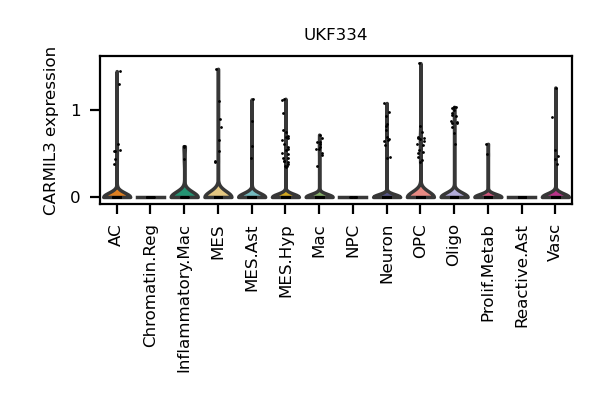 UKF334
CARMIL3 expression
1
0
AC
Chromatin.Reg
Inflammatory.Mac
MES
MES.Ast
MES.Hyp
Mac
NPC
Neuron
OPC
Oligo
Prolif.Metab
Reactive.Ast
Vasc